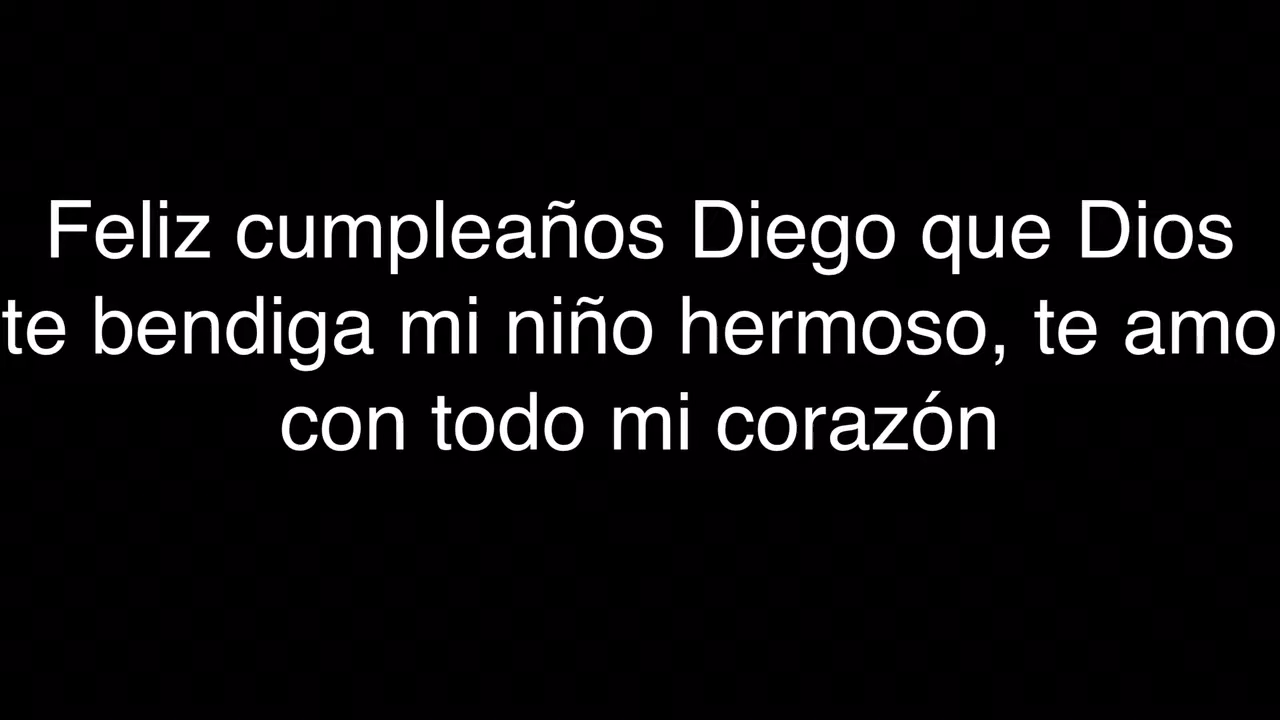 Feliz cumpleaños Diego que Dios
te bendiga mi niño hermoso, te amo
con todo mi corazón